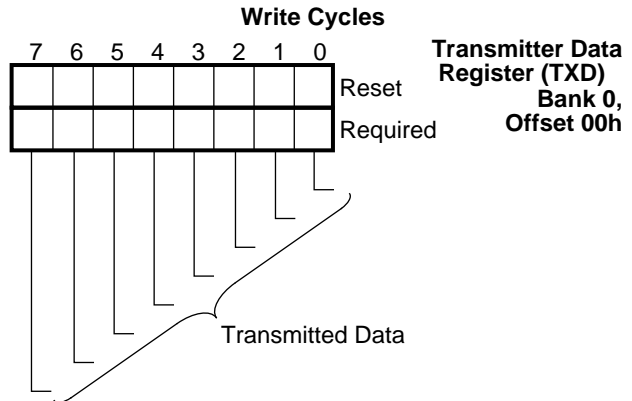 Write Cycles
7 6 5 4 3 2 1 0
Transmitter Data
Register (TXD)
Bank 0,
Offset 00h
Reset
Required
Transmitted Data